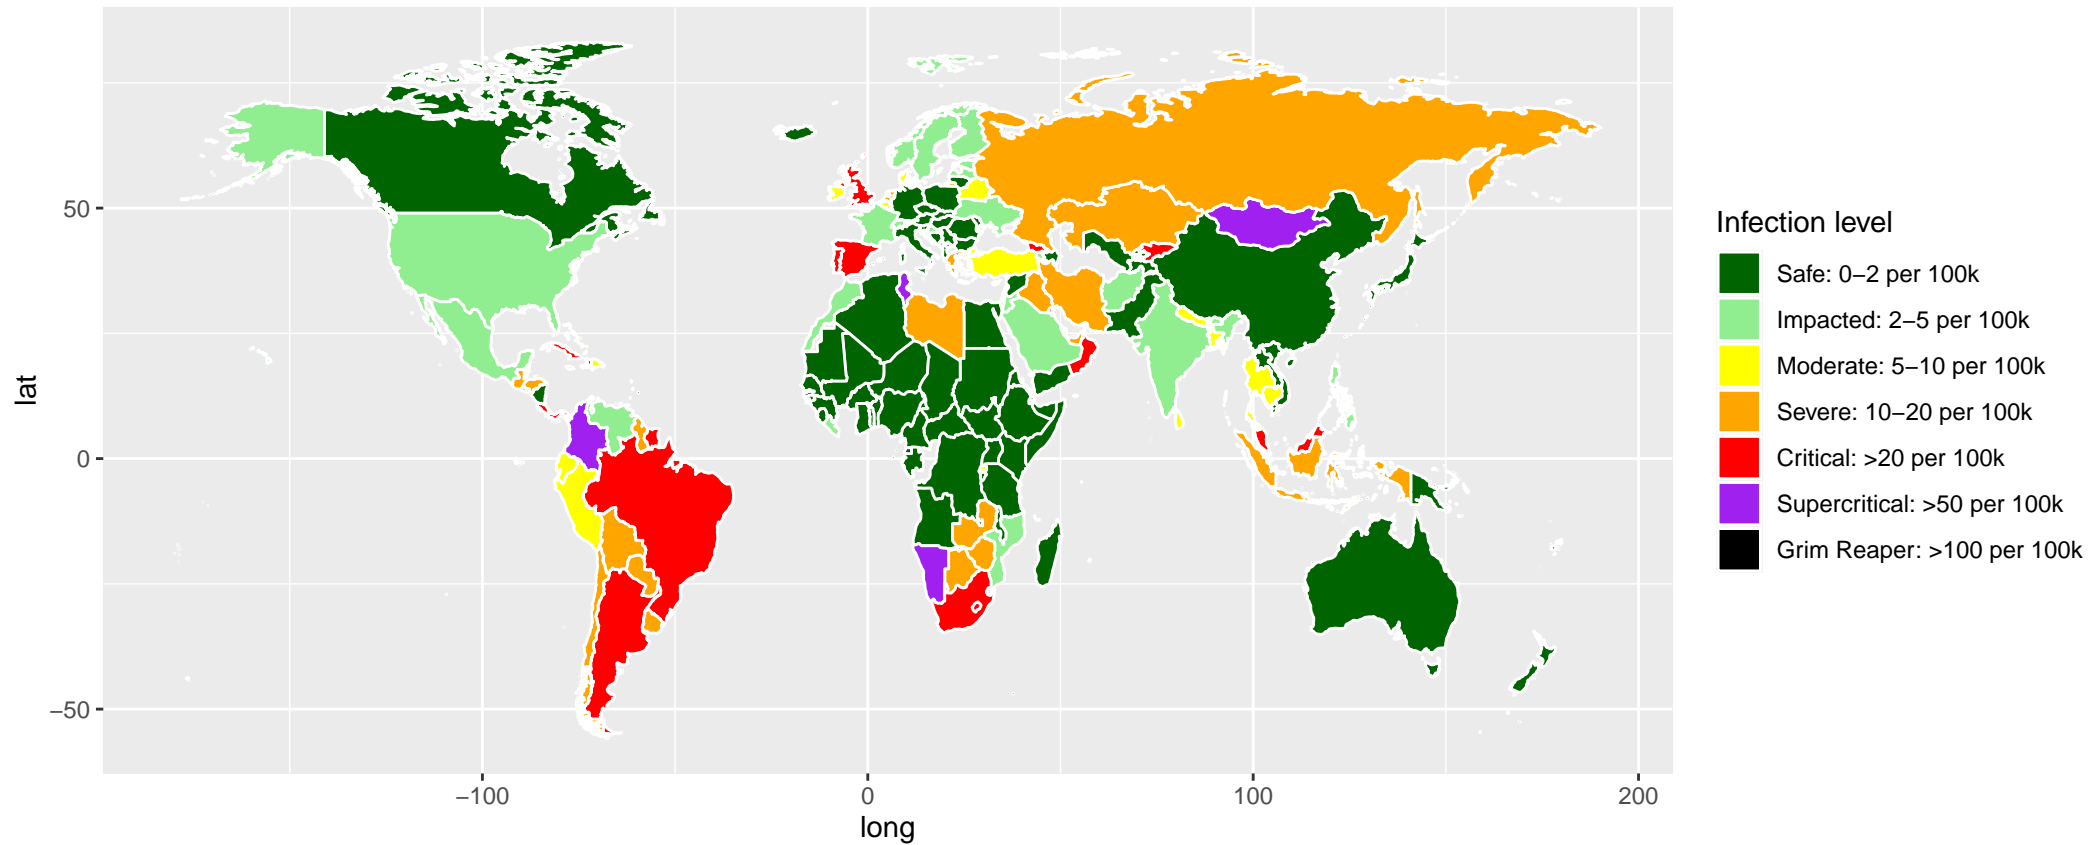 Infection level
Safe: 0–2 per 100k
Impacted: 2–5 per 100k
Moderate: 5–10 per 100k
Severe: 10–20 per 100k
Critical: >20 per 100k
Supercritical: >50 per 100k
Grim Reaper: >100 per 100k
lat
50
0
−50
−100
0
100
200
long